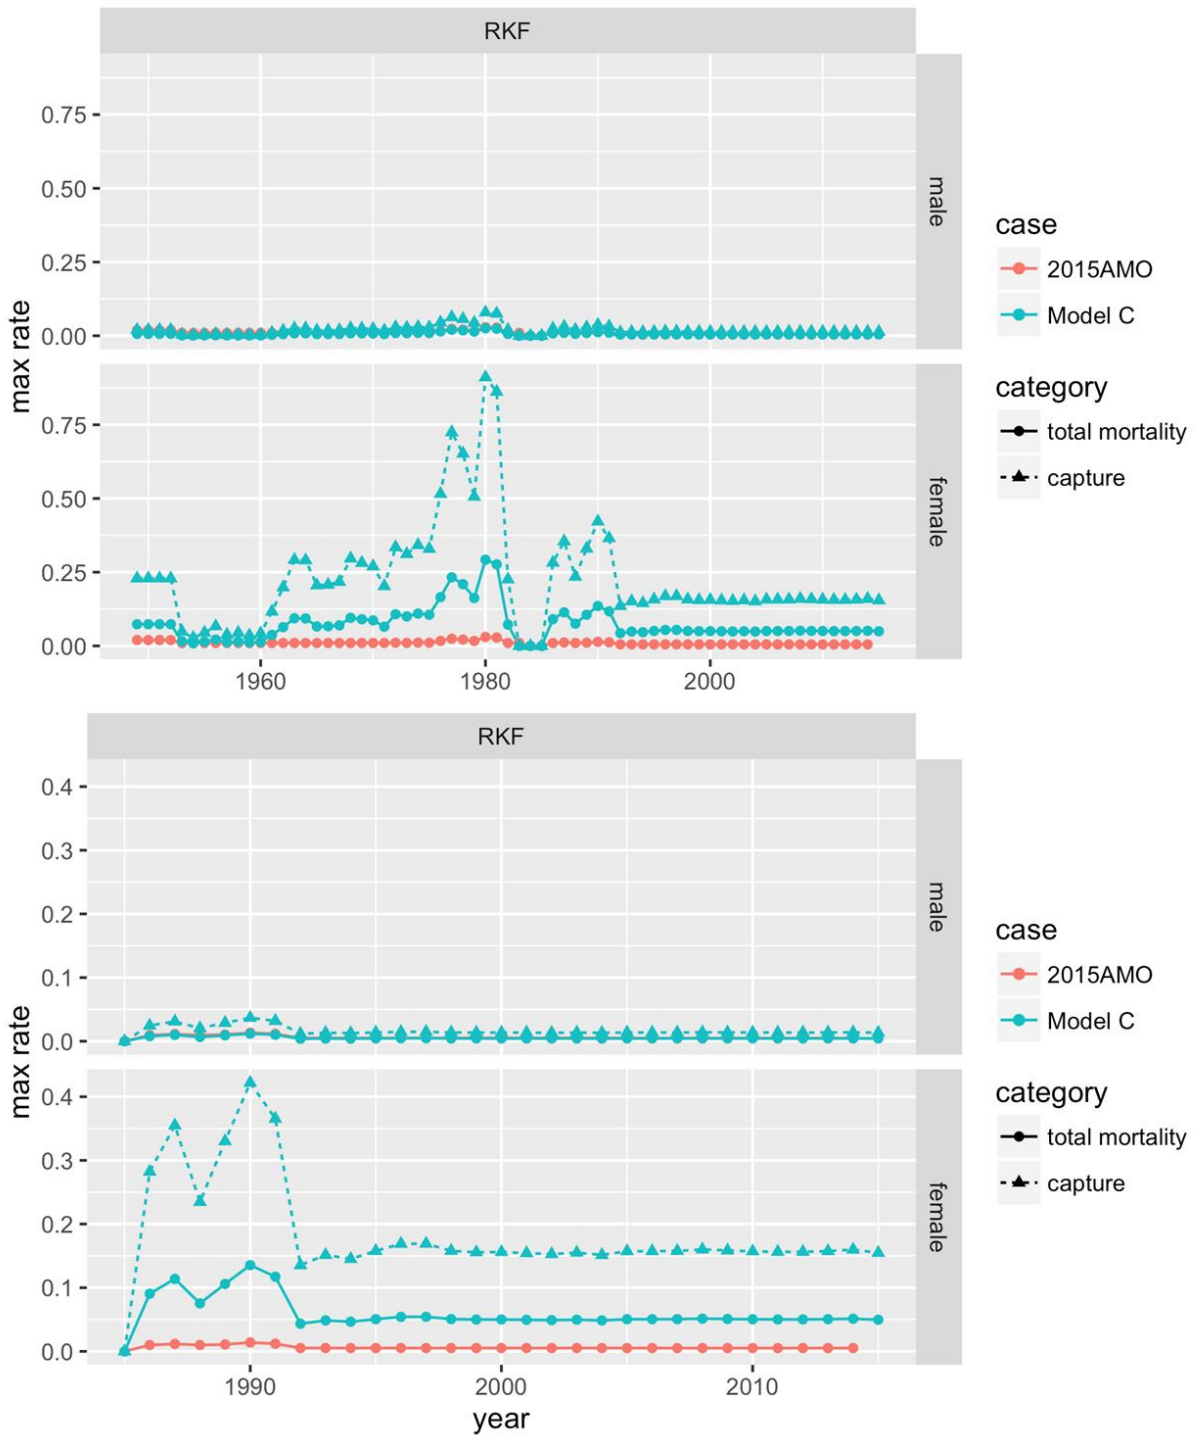 RKF
0.75
0.50
0.25
0.00
male
0.75
0.50
0.25
0.00
female
max rate
1960 1980 2000
case
2015AMO
Model C
category
total mortality
capture
RKF
0.4
0.3
0.2
0.1
0.0
male
0.4
0.3
0.2
0.1
0.0
female
max rate
1990 2000 2010
year
case
2015AMO
Model C
category
total mortality
capture